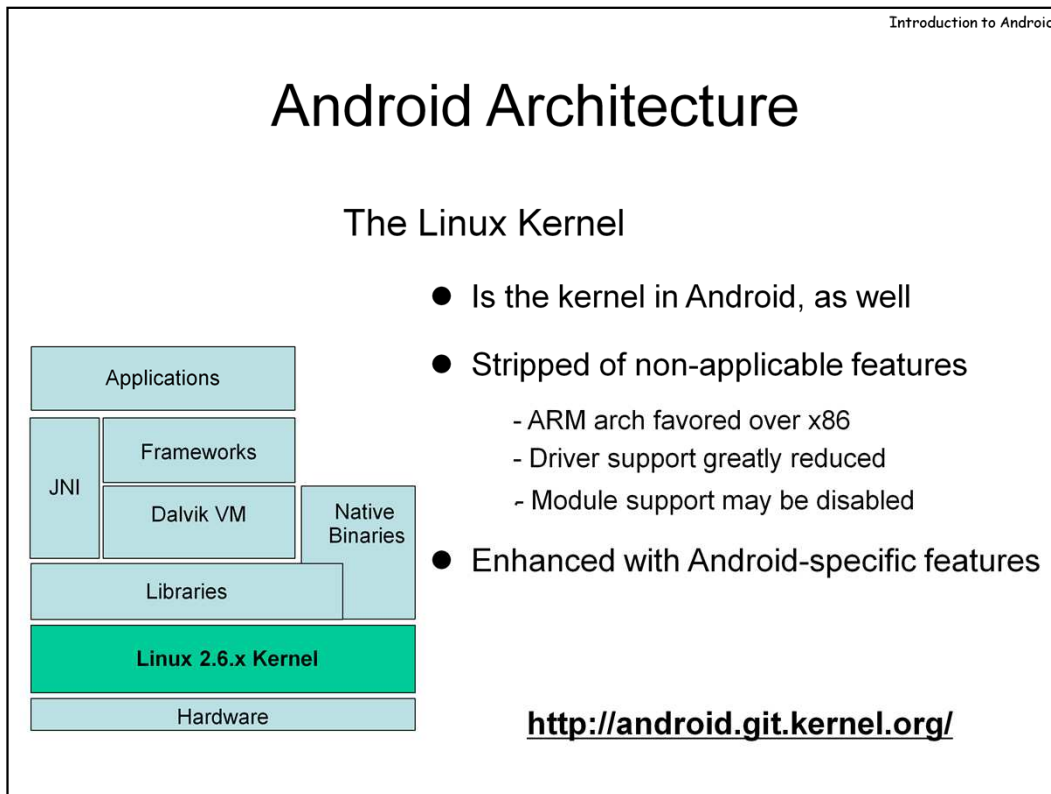 Introduction to Android
Android Architecture
The Linux Kernel
● Is the kernel in Android, as well
● Stripped of non-applicable features
- ARM arch favored over x86
- Driver support greatly reduced
- Module support may be disabled
● Enhanced with Android-specific features
Applications
JNI
Frameworks
Dalvik VM
Native
Binaries
Libraries
Linux 2.6.x Kernel
Hardware
http://android.git.kernel.org/